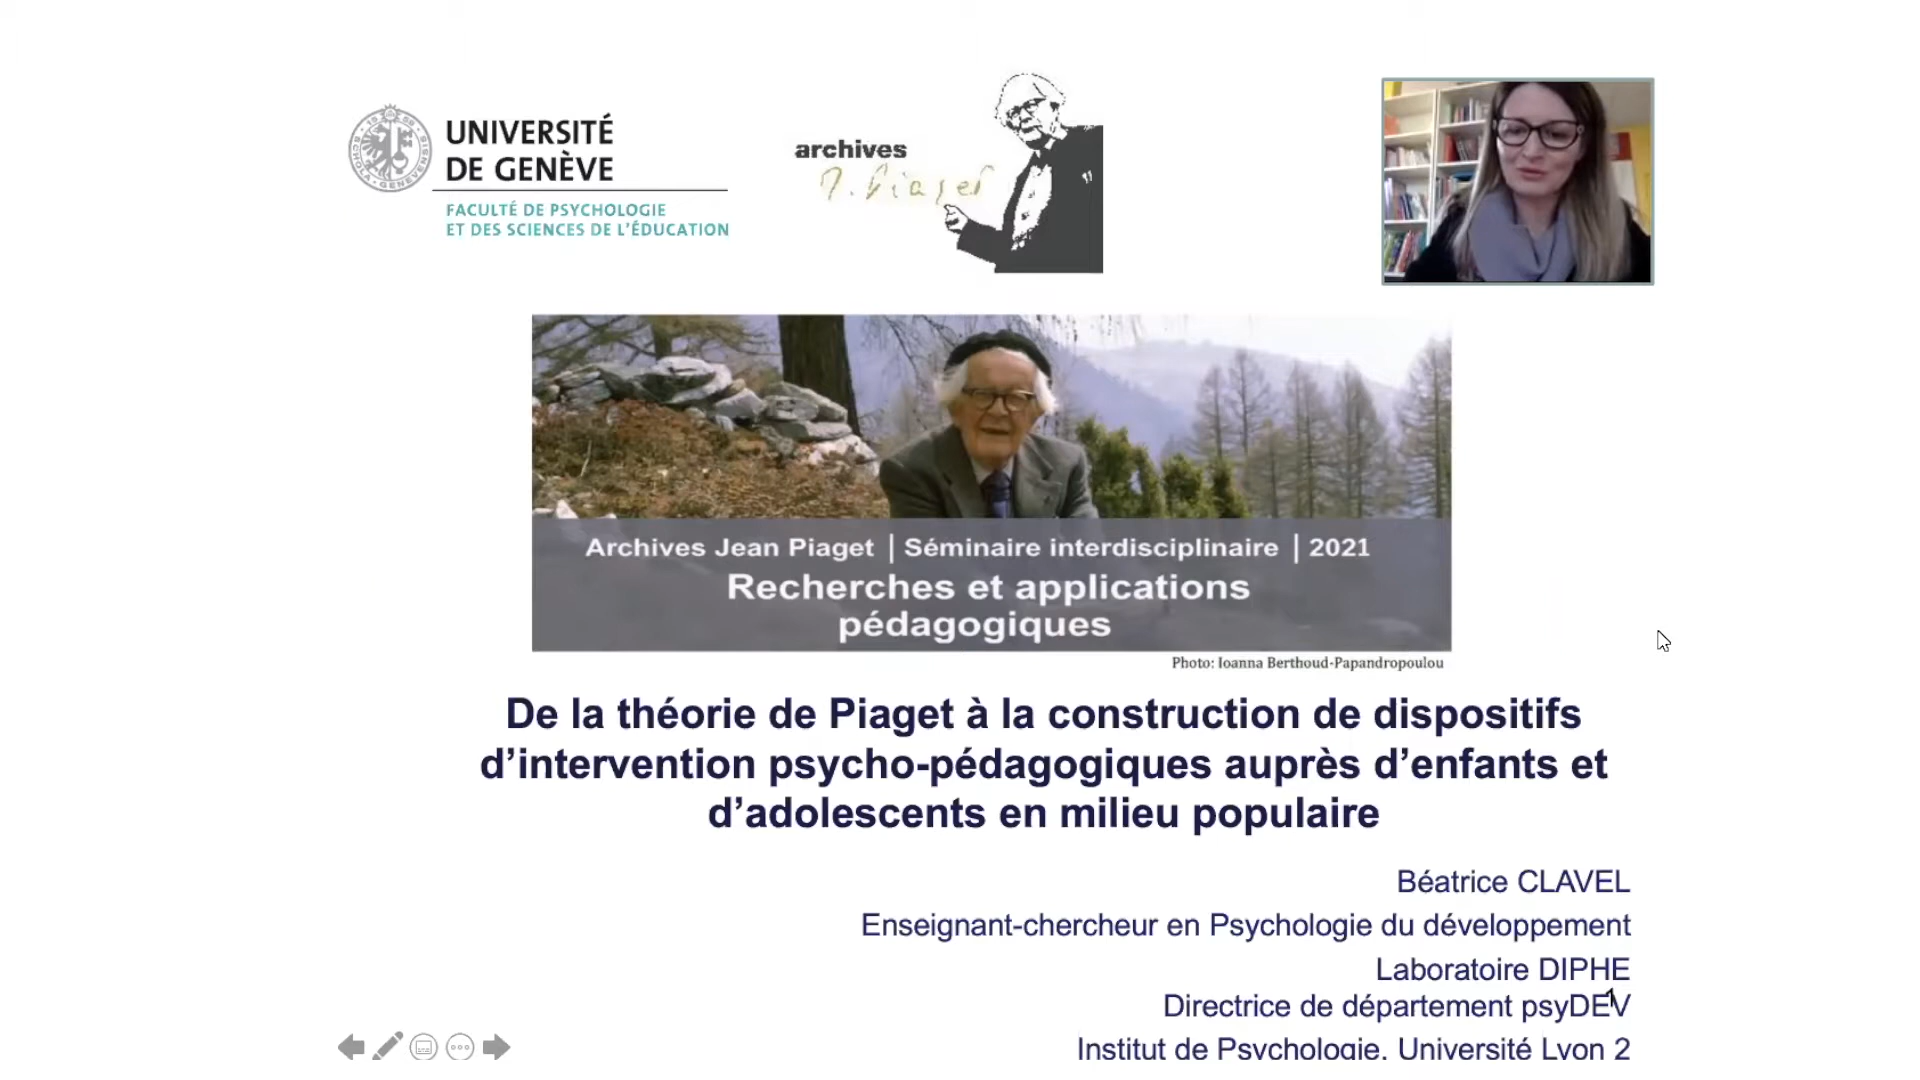 UNIVERSITÉ
DE GENÈVE
FACULTÉ DE PSYCHOLOGIE
ET DES SCIENCES DE L'ÉDUCATION
archives
J. Piaget
Archives Jean Piaget | Séminaire interdisciplinaire | 2021
Recherches et applications
pédagogiques
Photo: Ioanna Berthoud-Papandropoulou
De la théorie de Piaget à la construction de dispositifs
d’intervention psycho-pédagogiques auprès d’enfants et
d’adolescents en milieu populaire
Béatrice CLAVEL
Enseignant-chercheur en Psychologie du développement
Laboratoire DIPHE
1
Directrice de département psyDEV
Institut de Psychologie. Université Lyon 2